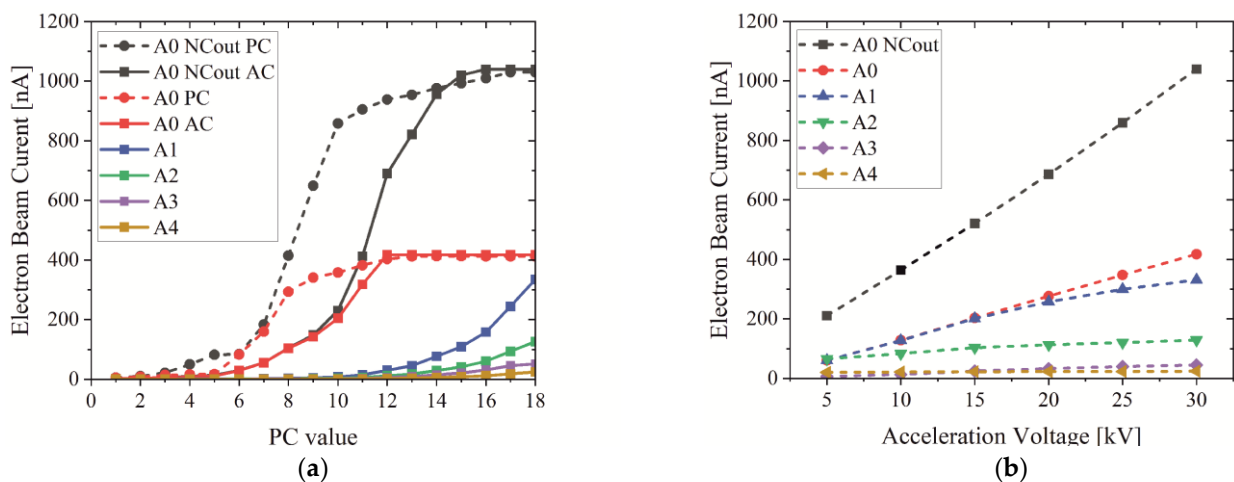 1200
1000
800
600
400
200
0
Electron Beam Curent [nA]
A0 NCout PC
A0 NCout AC
A0 PC
A0 AC
A1
A2
A3
A4
0 2 4 6 8 10 12 14 16 18
PC value
(a)
1200
1000
800
600
400
200
0
Electron Beam Current [nA]
A0 NCout
A0
A1
A2
A3
A4
5 10 15 20 25 30
Acceleration Voltage [kV]
(b)